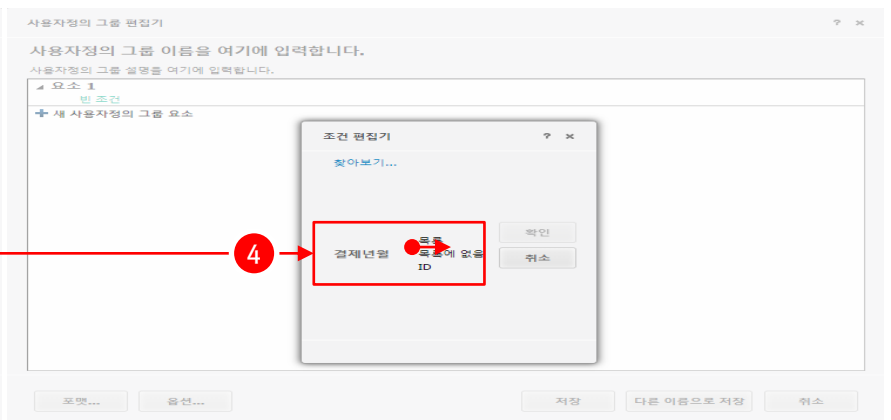 사용자정의 그룹 편집기 ? ×
사용자정의 그룹 이름을 여기에 입력합니다.
사용자정의 그룹 설명을 여기에 입력합니다.
요소 1
빈 조건
새 사용자정의 그룹 요소
조건 편집기 ? ×
찾아보기...
4
결제년월
목록
목록에 없음
ID
확인
취소
포맷... 옵션... 저장 다른 이름으로 저장 취소